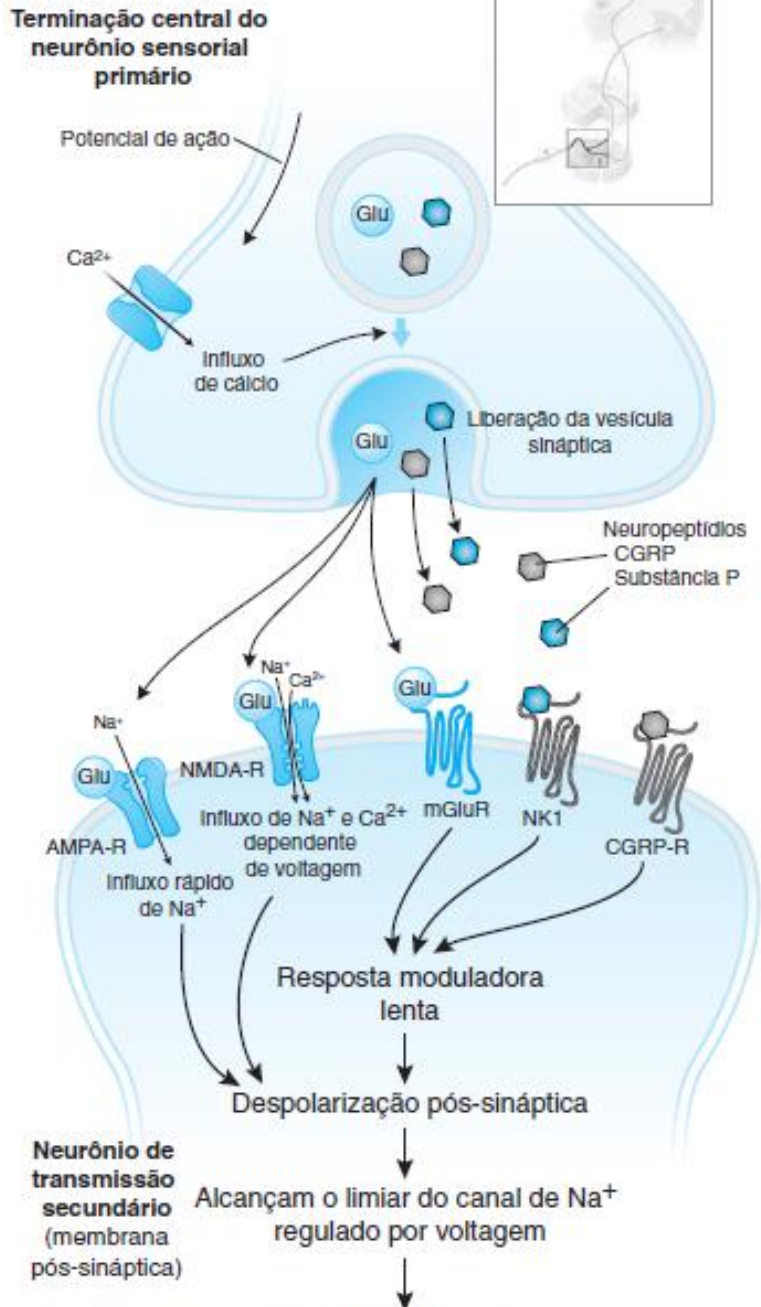 Terminação central do
neurônio sensorial
primário
Potencial de ação
Glu
Ca²⁺
Influxo
de cálcio
Glu
Liberação da vesícula
sináptica
Neuropeptídios
CGRP
Substância P
Na⁺
Ca²⁺
Glu
Glu
Na⁺
Glu
NMDA-R
AMPA-R
Influxo de Na⁺ e Ca²⁺
dependente
de voltagem
mGluR
NK1
CGRP-R
Influxo rápido
de Na⁺
Resposta moduladora
lenta
Despolarização pós-sináptica
Neurônio de
transmissão
secundário
(membrana
pós-sináptica)
Alcançam o limiar do canal de Na⁺
regulado por voltagem